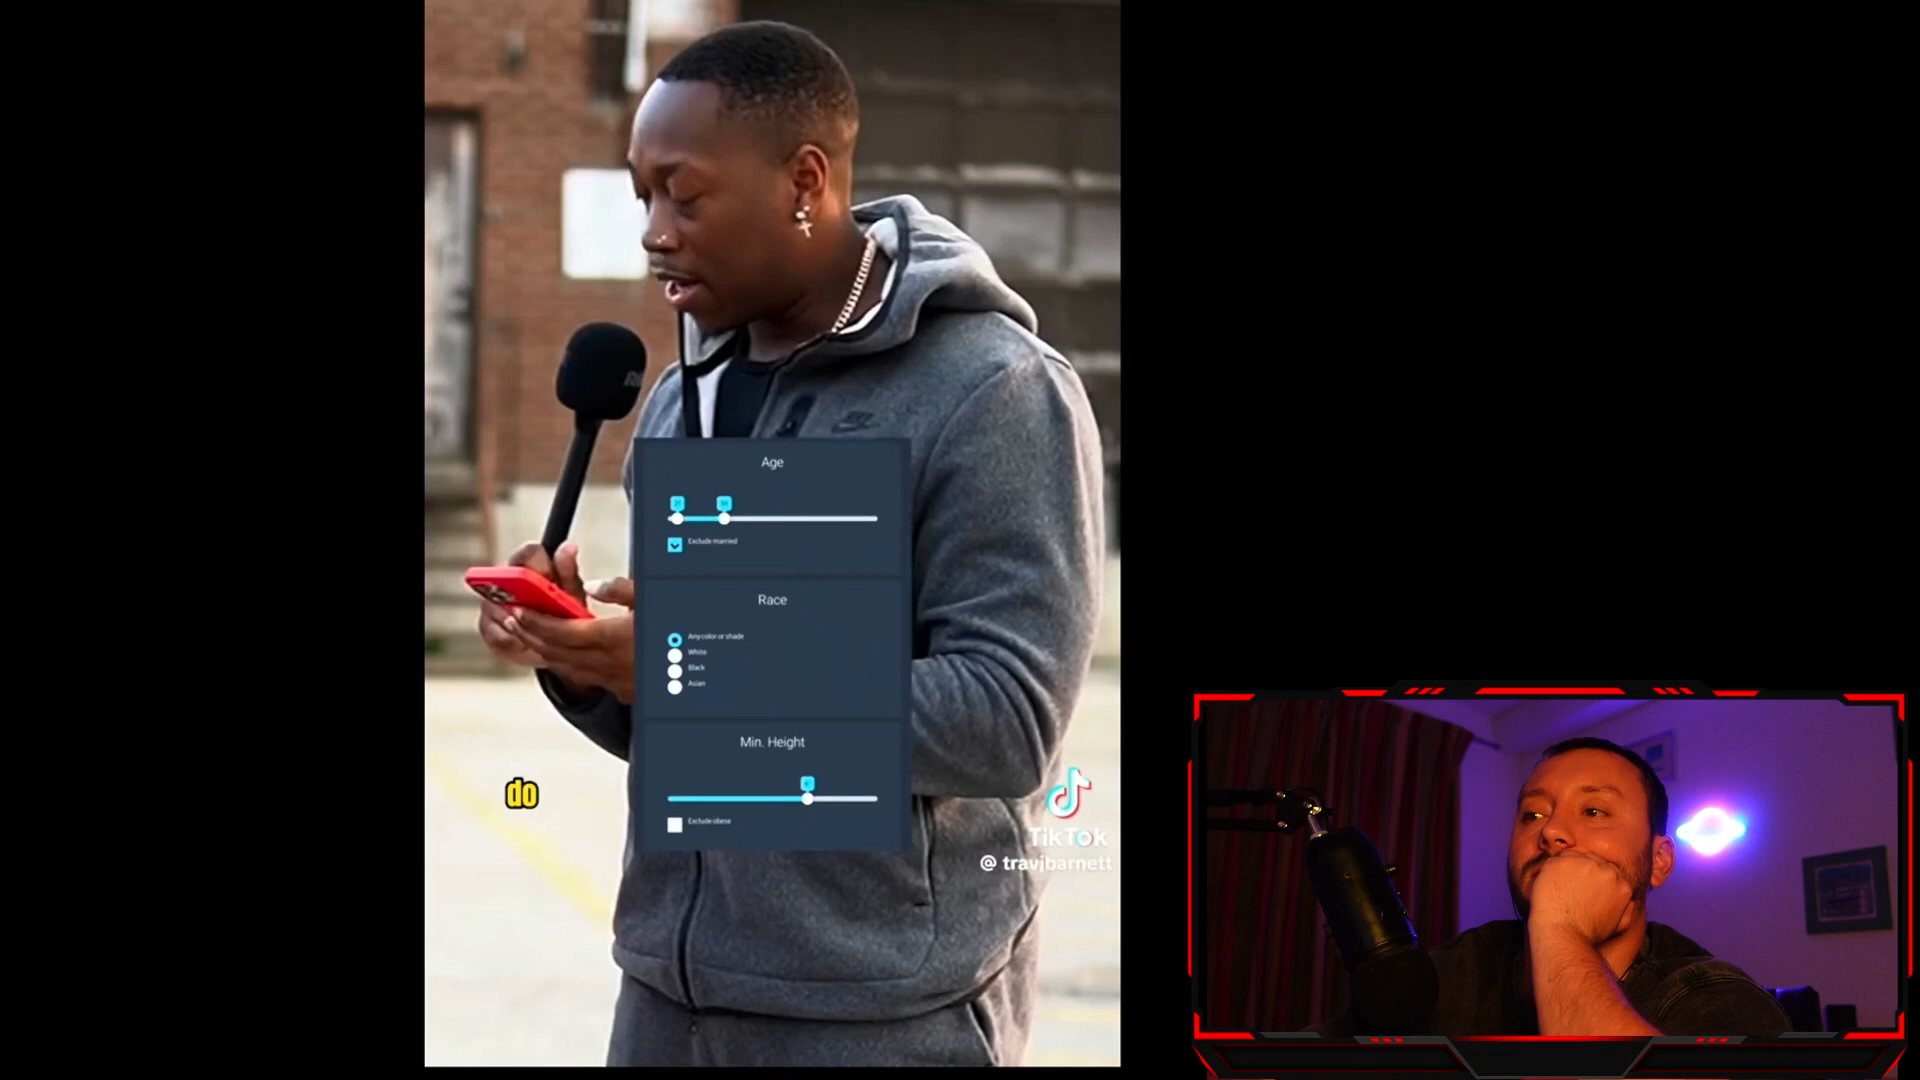 Age
Exclude married
Race
Any color or shade
White
Black
Asian
Min. Height
Exclude obese
do
TikTok
@ travjbarnett